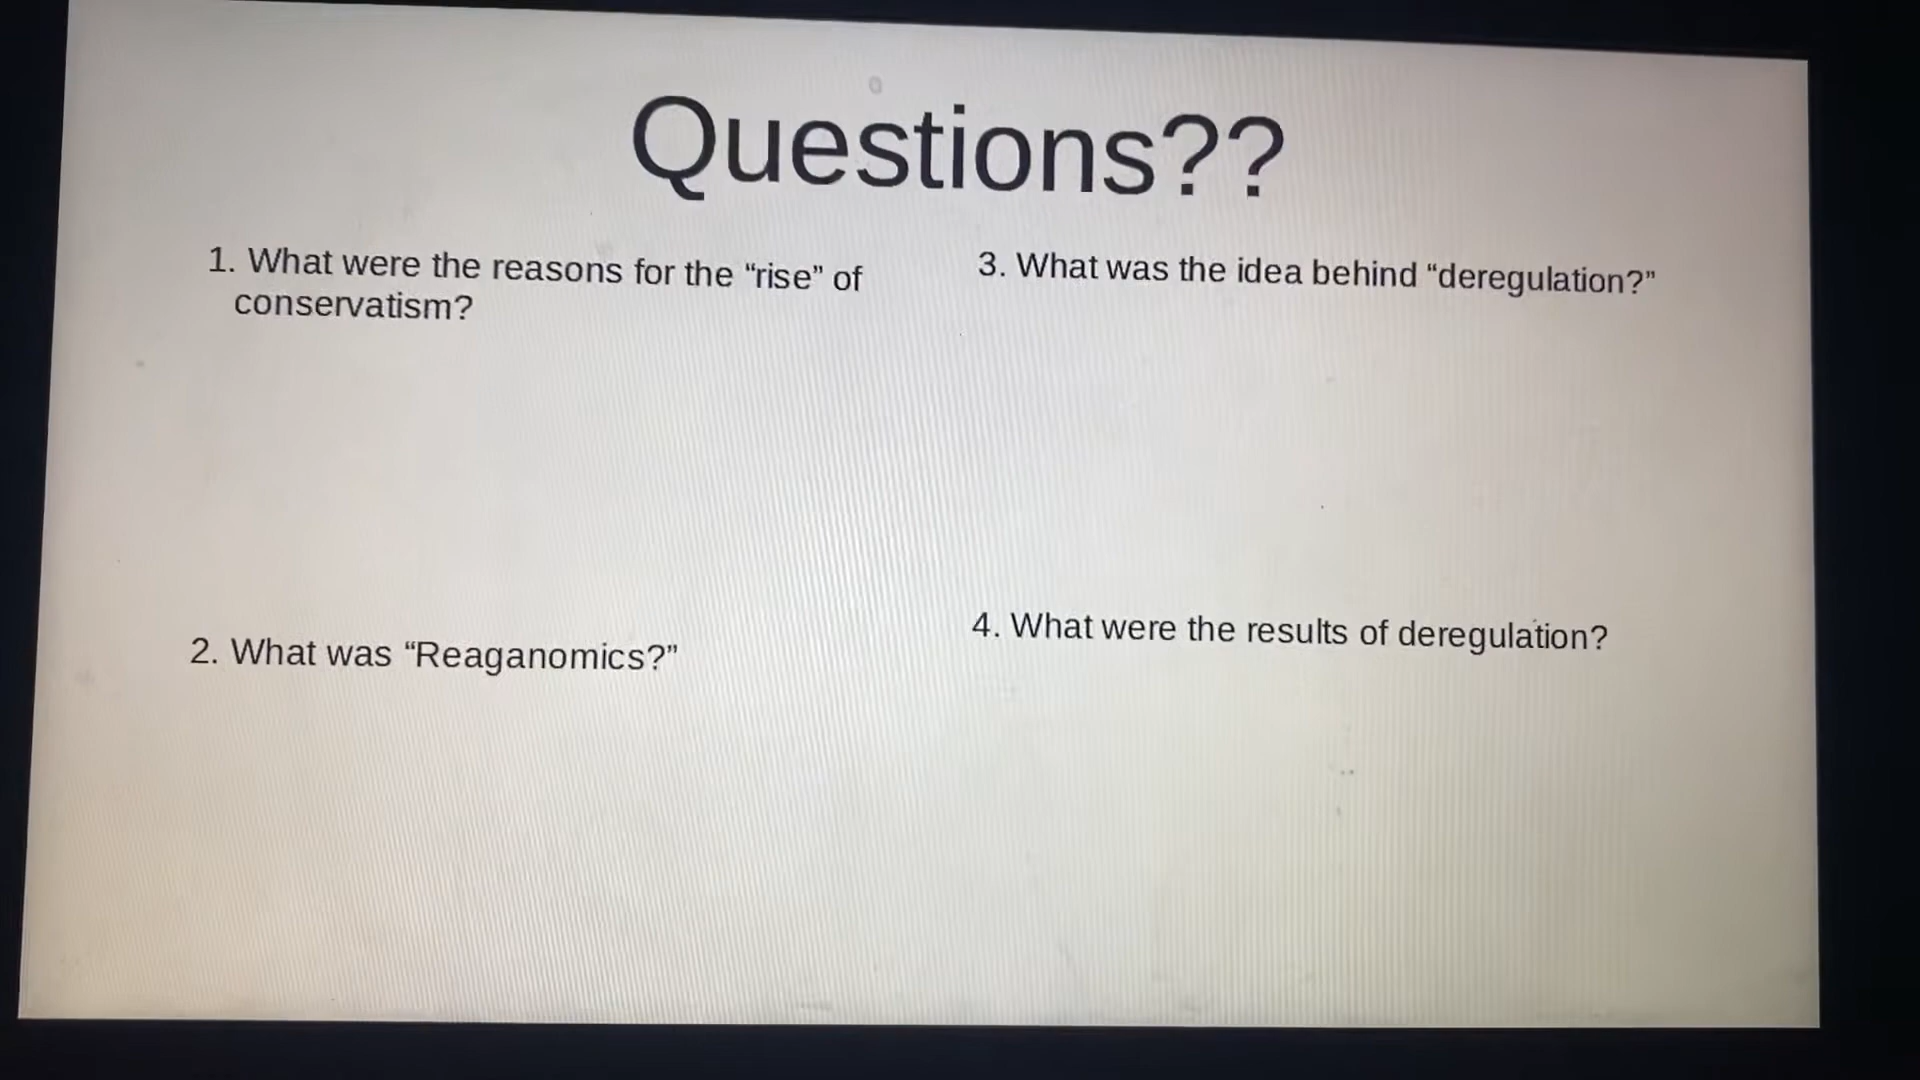 Questions??
1. What were the reasons for the “rise” of
conservatism?
2. What was “Reaganomics?”
3. What was the idea behind “deregulation?”
4. What were the results of deregulation?